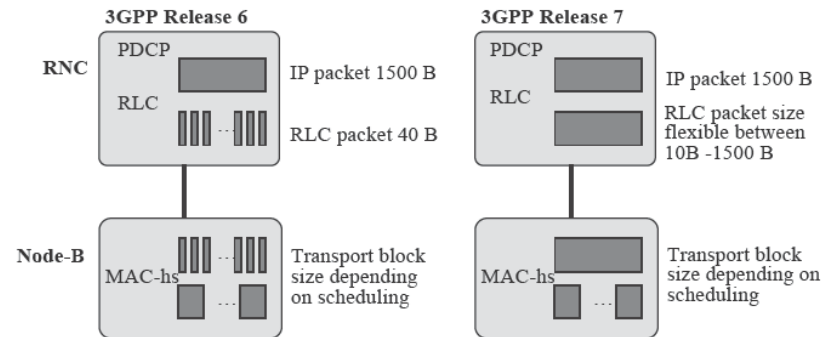 3GPP Release 6
PDCP
RNC
IP packet 1500 B
RLC
...
RLC packet 40 B
Node-B
...
MAC-hs
Transport block
size depending
on scheduling
...
3GPP Release 7
PDCP
IP packet 1500 B
RLC
RLC packet size
flexible between
10B -1500 B
MAC-hs
Transport block
size depending on
scheduling
...